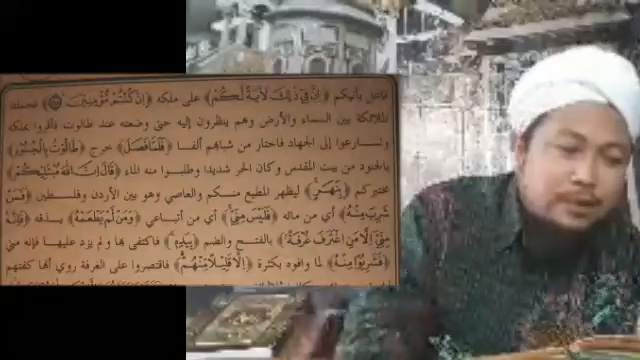 فاعل يأتيكم ﴿إِنَّ فِي ذَٰلِكَ لَآيَةً لَّكُمْ﴾ على ملكه ﴿إِن كُنتُم مُّؤْمِنِينَ﴾ فحملته
الملائكة بين السماء والأرض وهم ينظرون إليه حتى وضعته عند طالوت فأقروا بملكه
وتسارعوا إلى الجهاد فاختار من شبابهم ألفا ﴿فَلَمَّا فَصَلَ﴾ خرج ﴿طَالُوتُ بِالْجُنُودِ﴾
بالجنود من بيت المقدس وكان الحر شديدا وطلبوا منه الماء ﴿قَالَ إِنَّ اللَّهَ مُبْتَلِيكُم﴾
مختبركم ﴿بِنَهَرٍ﴾ ليظهر المطيع منكم والعاصي وهو بين الأردن وفلسطين ﴿فَمَن
شَرِبَ مِنْهُ﴾ أي من مائه ﴿فَلَيْسَ مِنِّي﴾ أي من أتباعي ﴿وَمَن لَّمْ يَطْعَمْهُ﴾ يذقه ﴿فَإِنَّهُ
مِنِّي إِلَّا مَنِ اغْتَرَفَ غُرْفَةً﴾ بالفتح والضم ﴿بِيَدِهِ﴾ فاكتفى بها ولم يزد عليها فإنه مني
﴿فَشَرِبُوا مِنْهُ﴾ لما وافوه بكثرة ﴿إِلَّا قَلِيلًا مِّنْهُمْ﴾ فاقتصروا على الغرفة روي أنها كفتهم